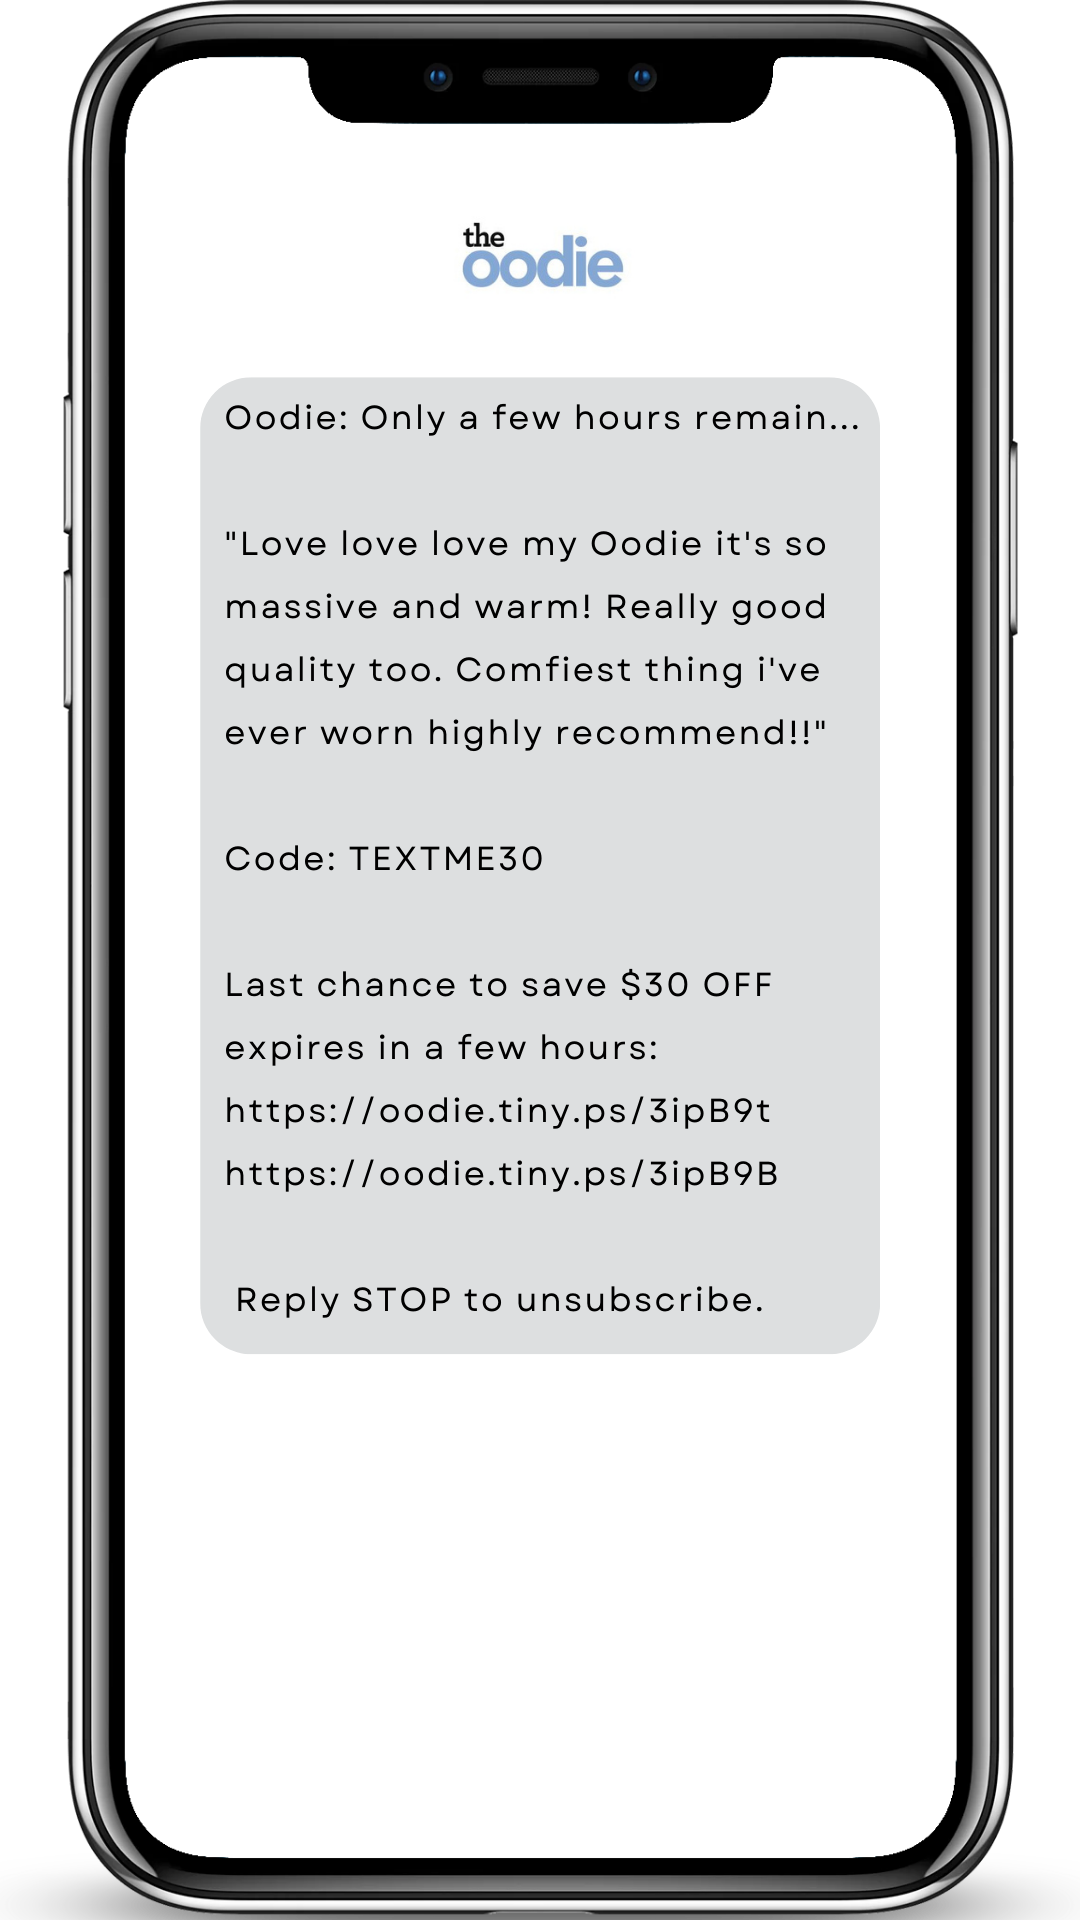 the
oodie
Oodie: Only a few hours remain...
"Love love love my Oodie it's so
massive and warm! Really good
quality too. Comfiest thing i've
ever worn highly recommend!!"
Code: TEXTME30
Last chance to save $30 OFF
expires in a few hours:
https://oodie.tiny.ps/3ipB9t
https://oodie.tiny.ps/3ipB9B
Reply STOP to unsubscribe.